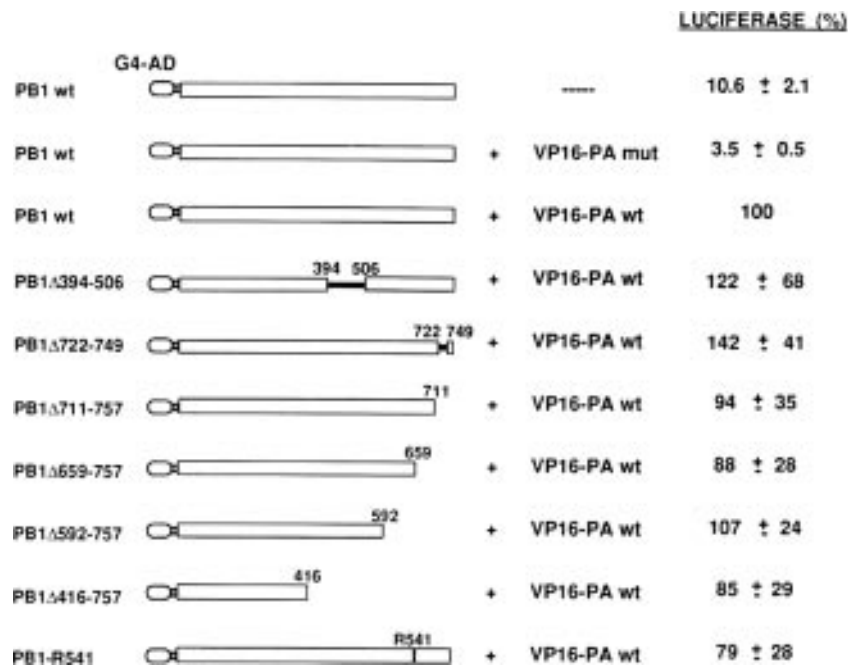 LUCIFERASE (%)
G4-AD
PB1 wt ----- 10.6 ± 2.1
PB1 wt + VP16-PA mut 3.5 ± 0.5
PB1 wt + VP16-PA wt 100
394 506
PB1Δ394-506 + VP16-PA wt 122 ± 68
722 749
PB1Δ722-749 + VP16-PA wt 142 ± 41
711
PB1Δ711-757 + VP16-PA wt 94 ± 35
659
PB1Δ659-757 + VP16-PA wt 88 ± 28
592
PB1Δ592-757 + VP16-PA wt 107 ± 24
416
PB1Δ416-757 + VP16-PA wt 85 ± 29
R541
PB1-R541 + VP16-PA wt 79 ± 28